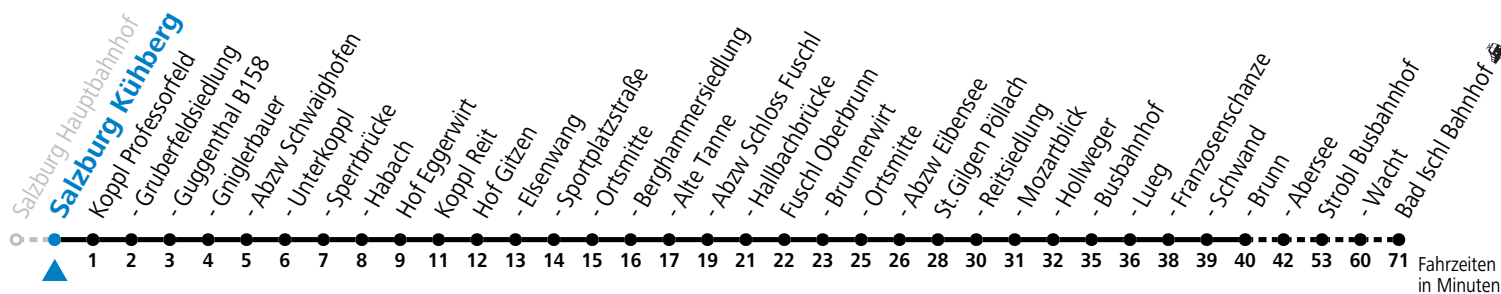 Salzburg Hauptbahnhof
Salzburg Kühberg
Koppl Professorfeld
- Gruberfeldsiedlung
- Guggenthal B158
- Gniglerbauer
- Abzw Schwaighofen
- Unterkoppl
- Sperrbrücke
- Habach
Hof Eggerwirt
Koppl Reit
Hof Gitzen
- Elsenwang
- Sportplatzstraße
- Ortsmitte
- Berghammersiedlung
- Alte Tanne
- Abzw Schloss Fuschl
- Hallbachbrücke
Fuschl Oberbrunn
- Brunnerwirt
- Ortsmitte
- Abzw Eibensee
St.Gilgen Pöllach
- Reitsiedlung
- Mozartblick
- Hollweger
- Busbahnhof
- Lueg
- Franzosenschanze
- Schwand
- Brunn
- Abersee
Strobl Busbahnhof
- Wacht
Bad Ischl Bahnhof
1 2 3 4 5 6 7 8 9 11 12 13 14 15 16 17 19 21 22 23 25 26 28 30 31 32 35 36 38 39 40 42 53 60 71
Fahrzeiten
in Minuten